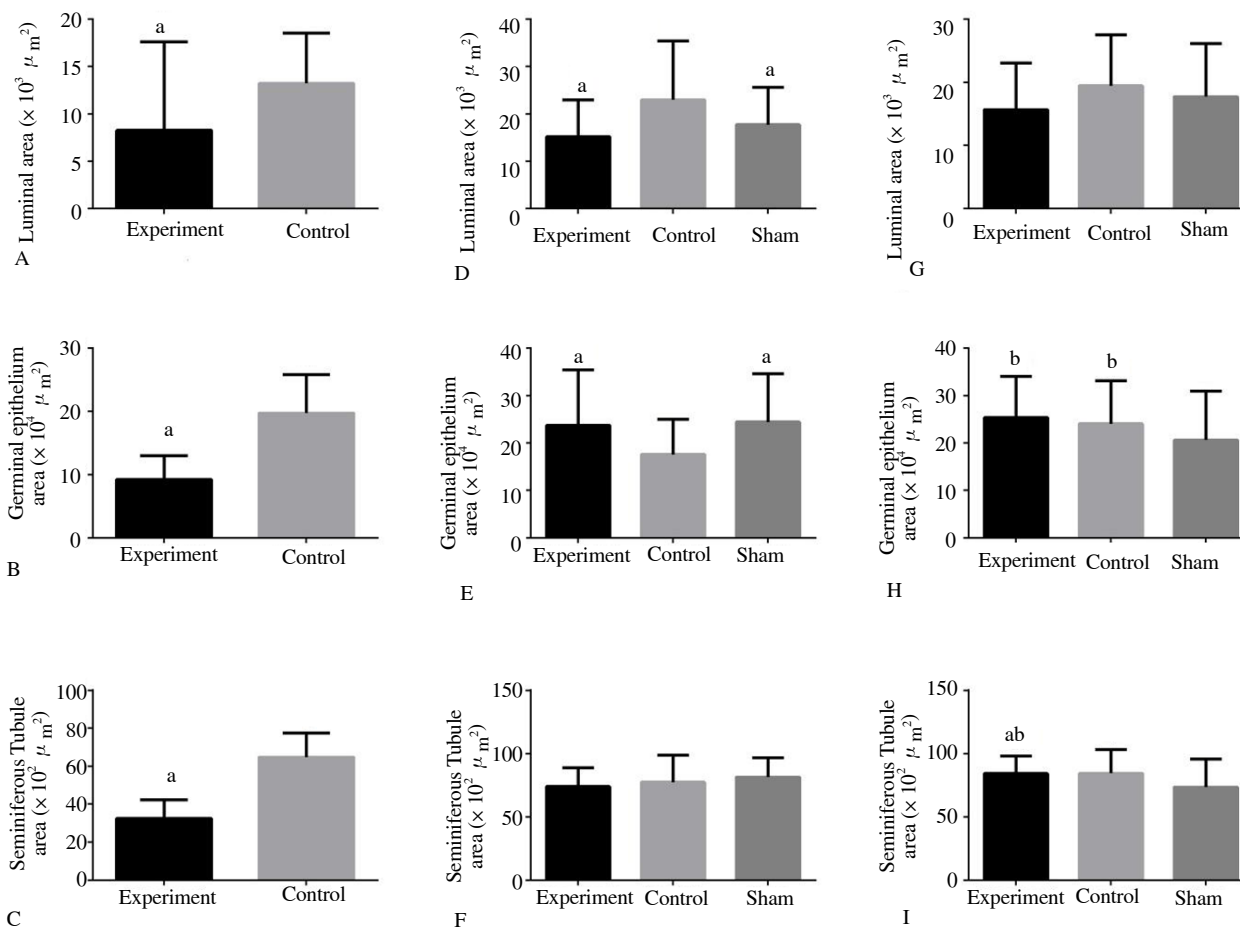 Luminal area (× 10³ μ m²)
20
15
10
5
0
a
Experiment
Control
A
Luminal area (× 10³ μ m²)
40
30
20
10
0
a
a
Experiment
Control
Sham
D
Luminal area (× 10³ μ m²)
30
20
10
0
Experiment
Control
Sham
G
Germinal epithelium
area (× 10⁴ μ m²)
30
20
10
0
a
Experiment
Control
B
Germinal epithelium
area (× 10⁴ μ m²)
40
30
20
10
0
a
a
Experiment
Control
Sham
E
Germinal epithelium
area (× 10⁴ μ m²)
40
30
20
10
0
b
b
Experiment
Control
Sham
H
Seminiferous Tubule
area (× 10² μ m²)
100
80
60
40
20
0
a
Experiment
Control
C
Seminiferous Tubule
area (× 10² μ m²)
150
100
50
0
Experiment
Control
Sham
F
Seminiferous Tubule
area (× 10² μ m²)
150
100
50
0
ab
Experiment
Control
Sham
I